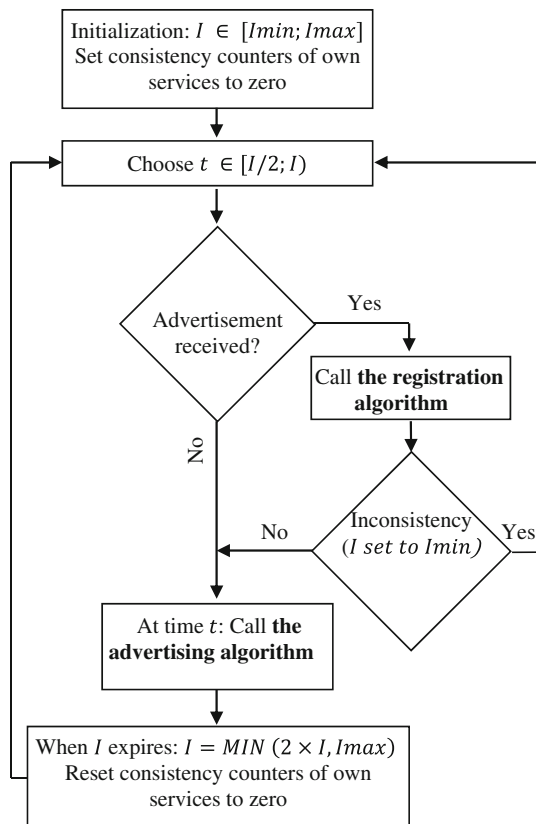 Initialization: I ∈ [Imin; Imax]
Set consistency counters of own
services to zero
Choose t ∈ [I/2; I)
Advertisement
received?
Yes
Call the registration
algorithm
No
Inconsistency
(I set to Imin)
No
Yes
At time t: Call the
advertising algorithm
When I expires: I = MIN (2 × I, Imax)
Reset consistency counters of own
services to zero